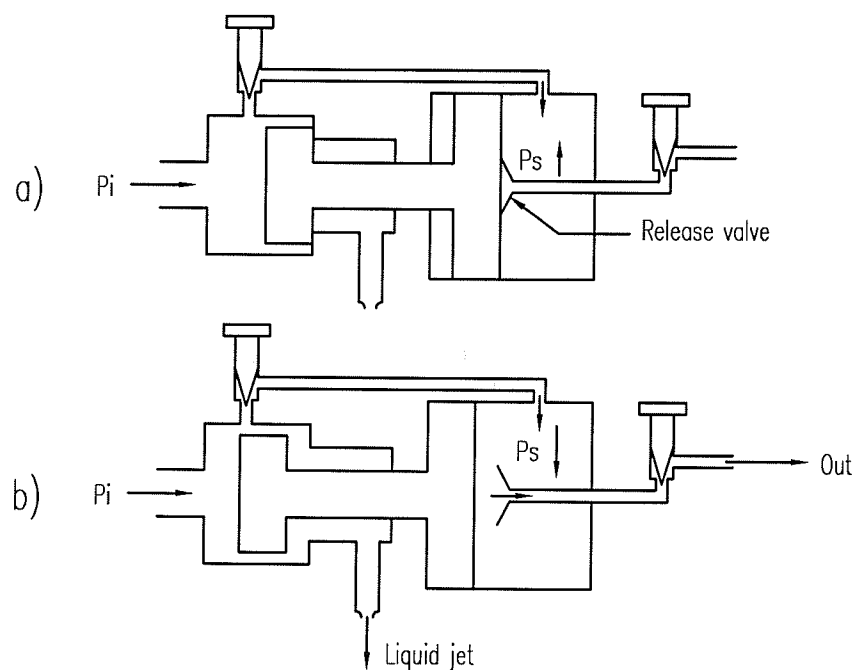 a)
Pi
Ps
Release valve
b)
Pi
Ps
Out
Liquid jet